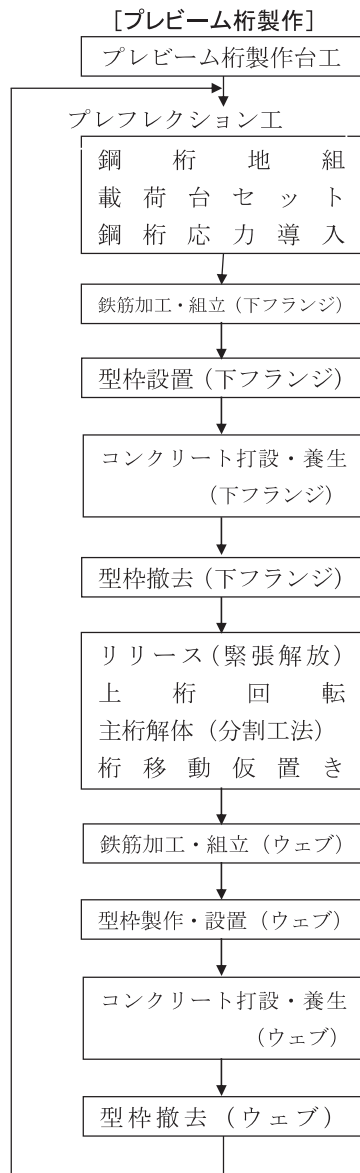 [プレビーム桁製作]
プレビーム桁製作台工
プレフレクション工
鋼桁地組
載荷台セット
鋼桁応力導入
鉄筋加工・組立（下フランジ）
型枠設置（下フランジ）
コンクリート打設・養生
（下フランジ）
型枠撤去（下フランジ）
リリース（緊張解放）
上桁回転
主桁解体（分割工法）
桁移動仮置き
鉄筋加工・組立（ウェブ）
型枠製作・設置（ウェブ）
コンクリート打設・養生
（ウェブ）
型枠撤去（ウェブ）